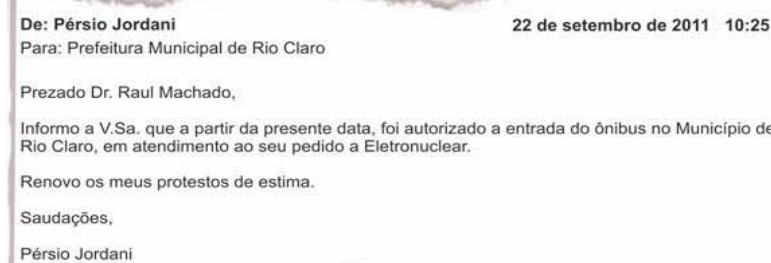 De: Pérsio Jordani 22 de setembro de 2011 10:25
Para: Prefeitura Municipal de Rio Claro
Prezado Dr. Raul Machado,
Informo a V.Sa. que a partir da presente data, foi autorizado a entrada do ônibus no Município de
Rio Claro, em atendimento ao seu pedido a Eletronuclear.
Renovo os meus protestos de estima.
Saudações,
Pérsio Jordani